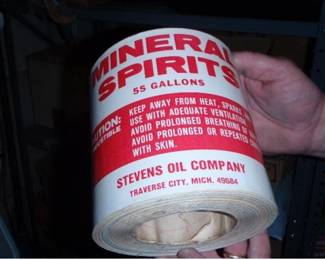 MINERAL
SPIRITS
55 GALLONS
KEEP AWAY FROM HEAT, SPARKS
USE WITH ADEQUATE VENTILATION
AVOID PROLONGED BREATHING OF
AVOID PROLONGED OR REPEATED
WITH SKIN.
STEVENS OIL COMPANY
TRAVERSE CITY, MICH. 49684